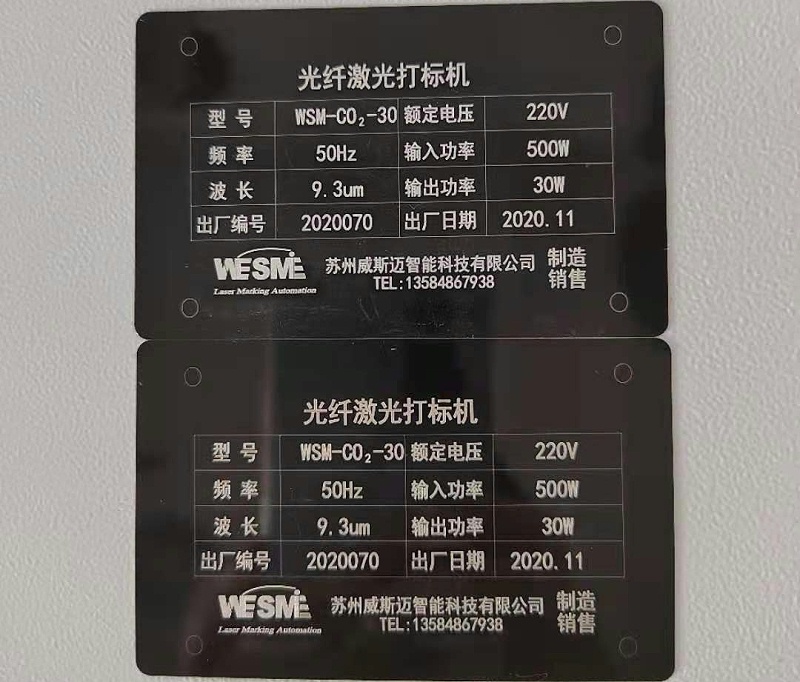 光纤激光打标机
型号 WSM-CO₂-30 额定电压 220V
频率 50Hz 输入功率 500W
波长 9.3um 输出功率 30W
出厂编号 2020070 出厂日期 2020.11
WESME 苏州威斯迈智能科技有限公司 制造
Laser Marking Automation TEL:13584867938 销售
光纤激光打标机
型号 WSM-CO₂-30 额定电压 220V
频率 50Hz 输入功率 500W
波长 9.3um 输出功率 30W
出厂编号 2020070 出厂日期 2020.11
WESME 苏州威斯迈智能科技有限公司 制造
Laser Marking Automation TEL:13584867938 销售